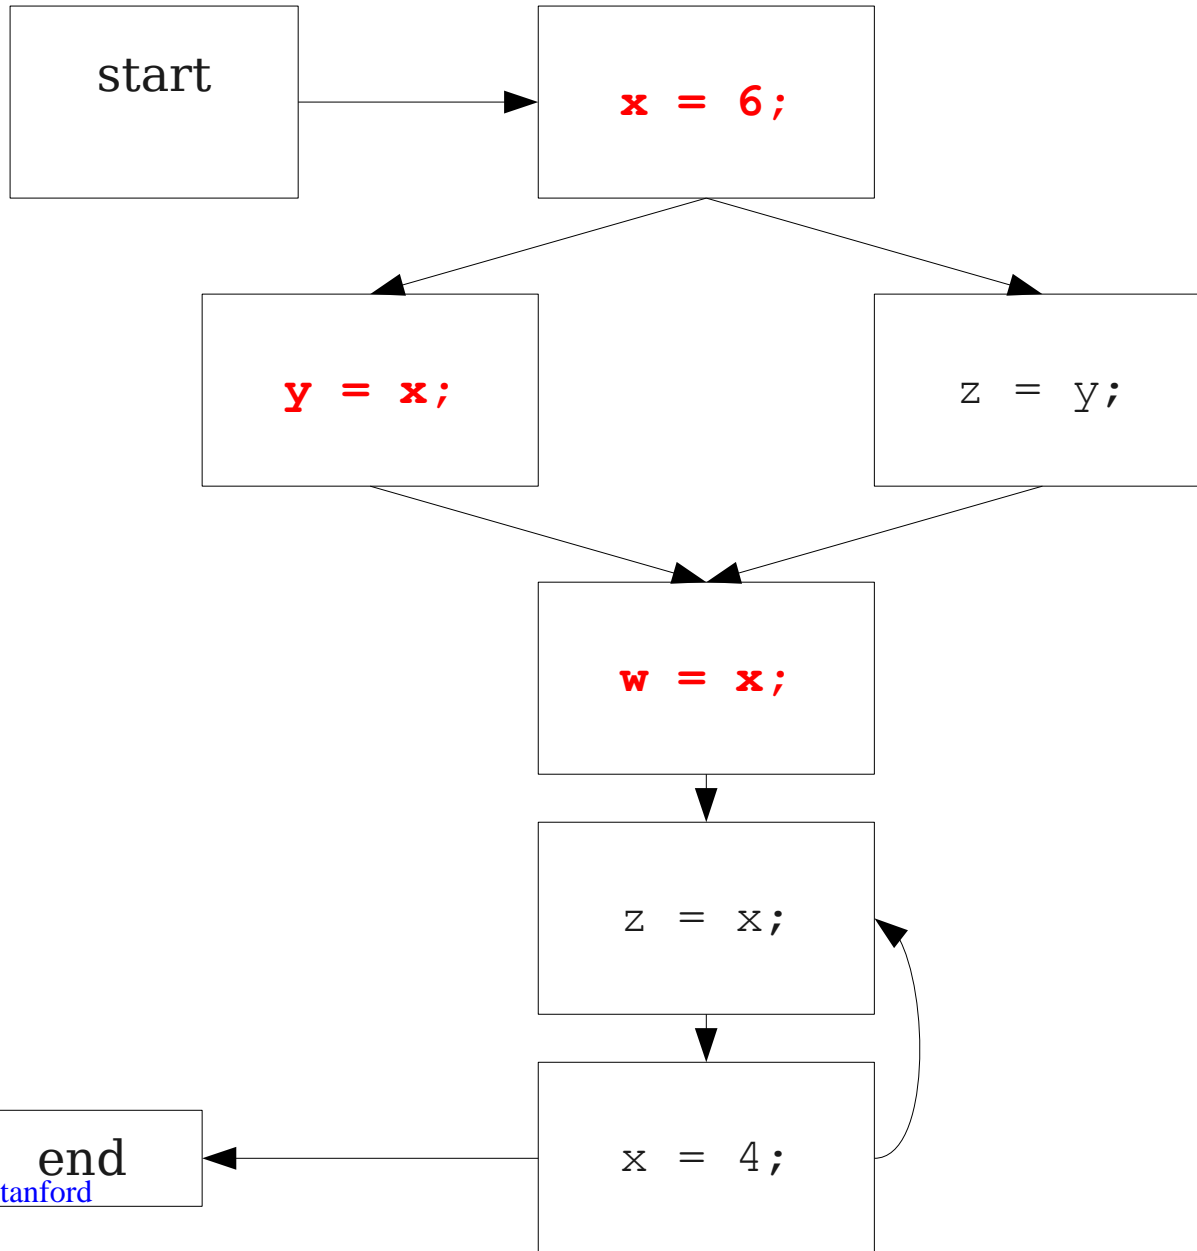 start
x = 6;
y = x;
z = y;
w = x;
z = x;
x = 4;
end
tanford